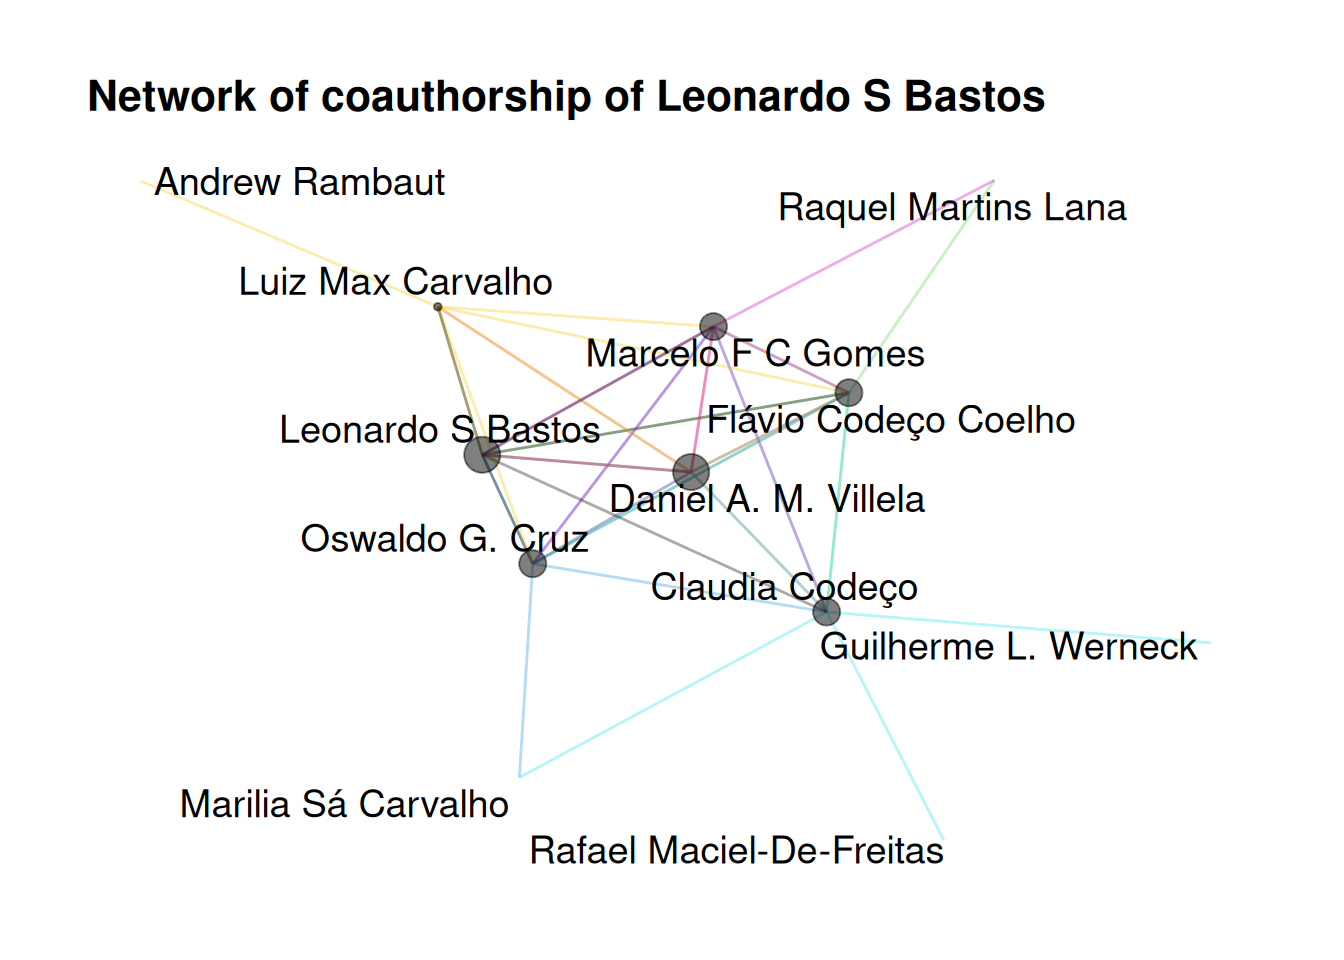 Network of coauthorship of Leonardo S Bastos
Andrew Rambaut
Raquel Martins Lana
Luiz Max Carvalho
Marcelo F C Gomes
Flávio Codeço Coelho
Leonardo S Bastos
Daniel A. M. Villela
Oswaldo G. Cruz
Claudia Codeço
Guilherme L. Werneck
Marilia Sá Carvalho
Rafael Maciel-De-Freitas